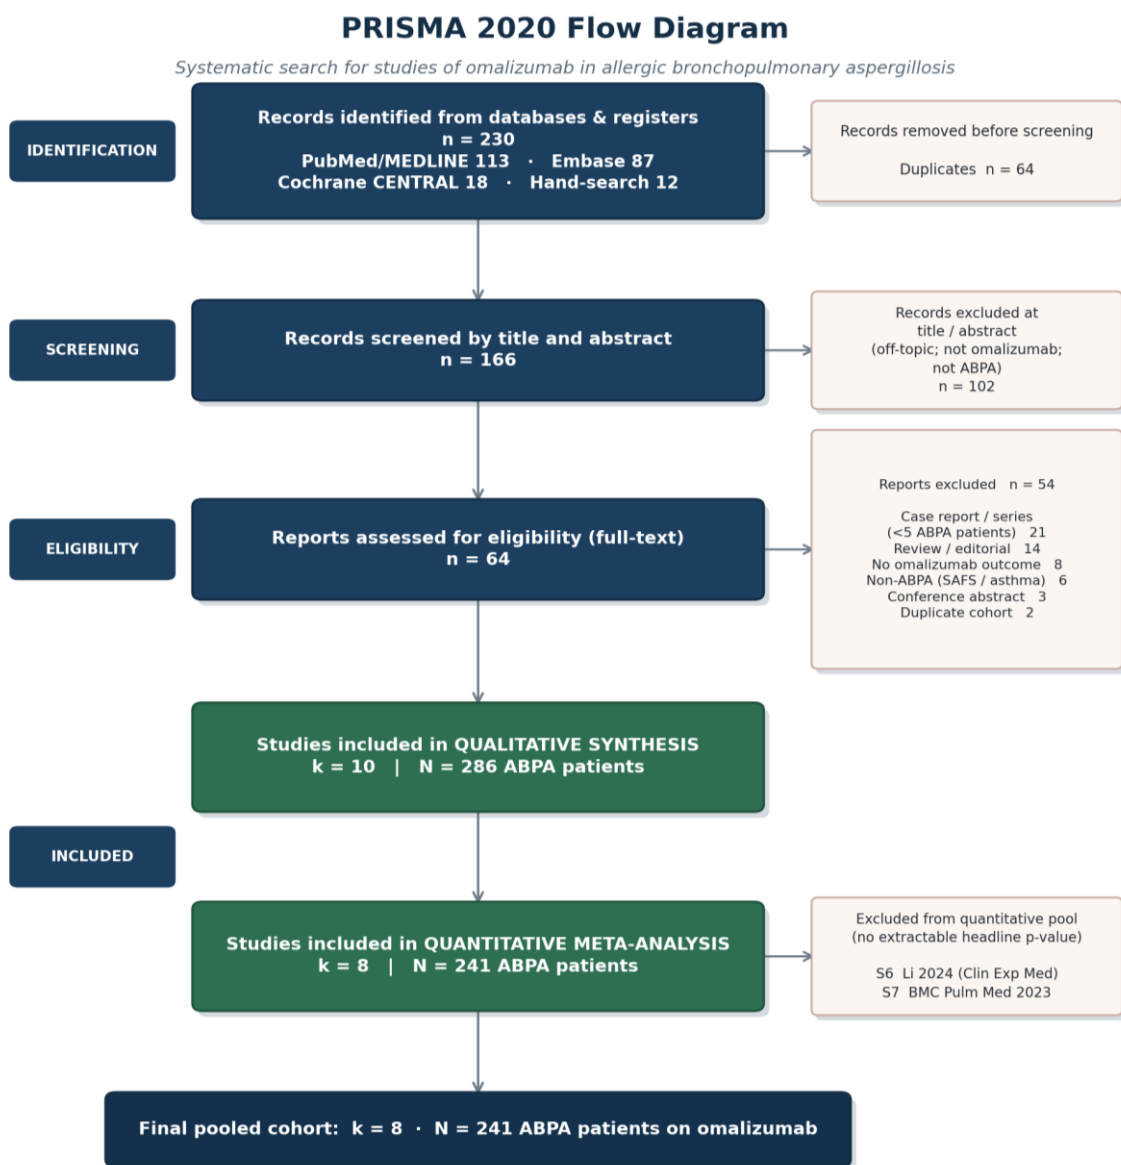 PRISMA 2020 Flow Diagram
Systematic search for studies of omalizumab in allergic bronchopulmonary aspergillosis
IDENTIFICATION
Records identified from databases & registers
n = 230
PubMed/MEDLINE 113 · Embase 87
Cochrane CENTRAL 18 · Hand-search 12
Records removed before screening
Duplicates n = 64
SCREENING
Records screened by title and abstract
n = 166
Records excluded at
title / abstract
(off-topic; not omalizumab;
not ABPA)
n = 102
ELIGIBILITY
Reports assessed for eligibility (full-text)
n = 64
Reports excluded n = 54
Case report / series
(<5 ABPA patients) 21
Review / editorial 14
No omalizumab outcome 8
Non-ABPA (SAFS / asthma) 6
Conference abstract 3
Duplicate cohort 2
Studies included in QUALITATIVE SYNTHESIS
k = 10 | N = 286 ABPA patients
INCLUDED
Studies included in QUANTITATIVE META-ANALYSIS
k = 8 | N = 241 ABPA patients
Excluded from quantitative pool
(no extractable headline p-value)
S6 Li 2024 (Clin Exp Med)
S7 BMC Pulm Med 2023
Final pooled cohort: k = 8 · N = 241 ABPA patients on omalizumab